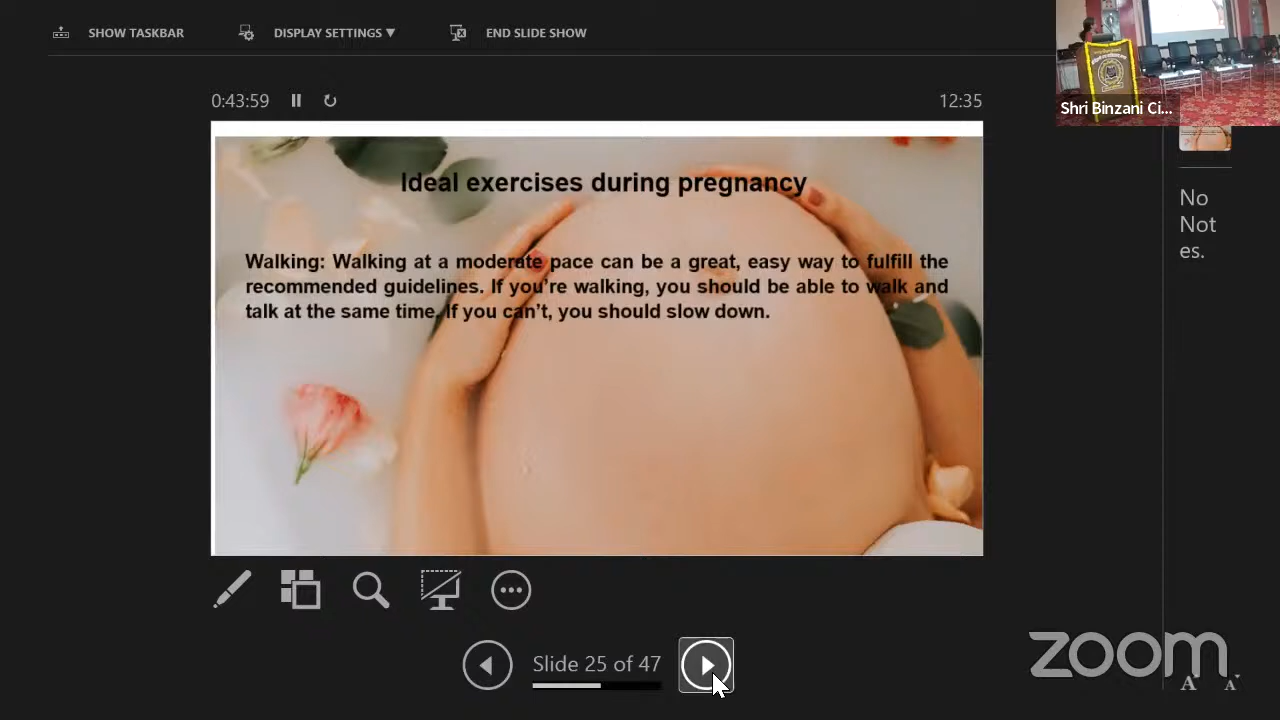 SHOW TASKBAR
DISPLAY SETTINGS ▼
END SLIDE SHOW
0:43:59
12:35
Shri Binzani Ci...
Ideal exercises during pregnancy
Walking: Walking at a moderate pace can be a great, easy way to fulfill the
recommended guidelines. If you’re walking, you should be able to walk and
talk at the same time. If you can’t, you should slow down.
No
Not
es.
Slide 25 of 47
zoom
A A